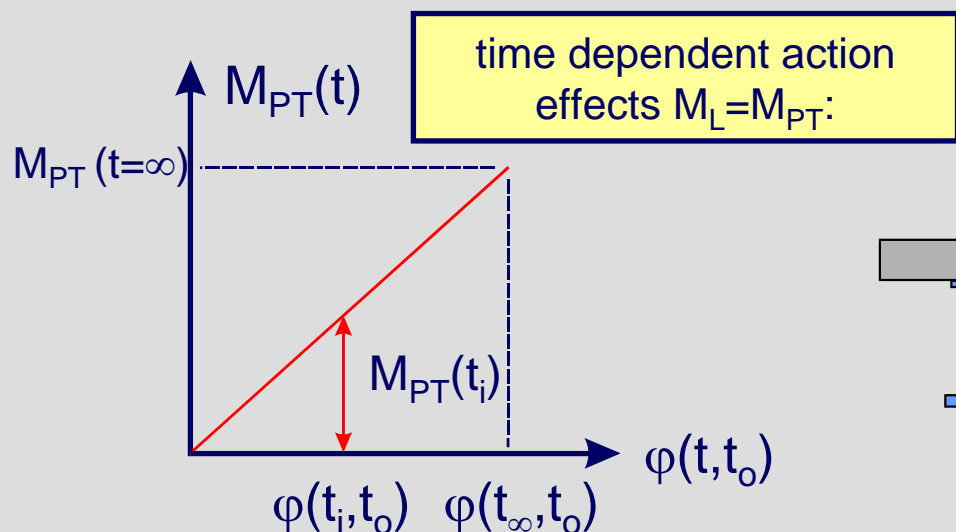 time dependent action
effects M_L=M_PT:
M_PT(t)
M_PT (t=∞)
M_PT(t_i)
φ(t,t_o)
φ(t_i,t_o) φ(t_∞,t_o)